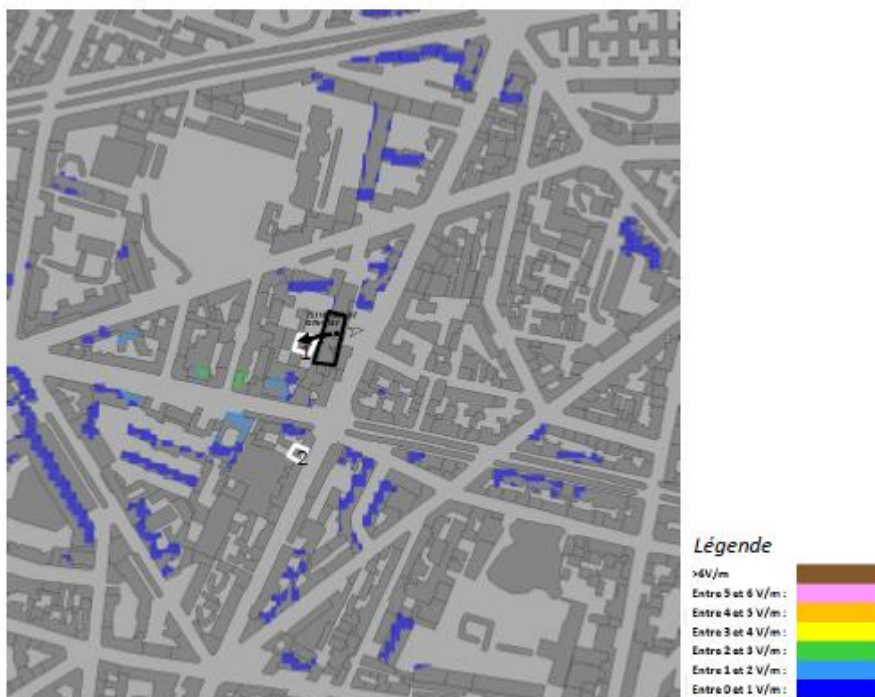 1
2
Légende
>6V/m
Entre 5 et 6 V/m :
Entre 4 et 5 V/m :
Entre 3 et 4 V/m :
Entre 2 et 3 V/m :
Entre 1 et 2 V/m :
Entre 0 et 1 V/m :